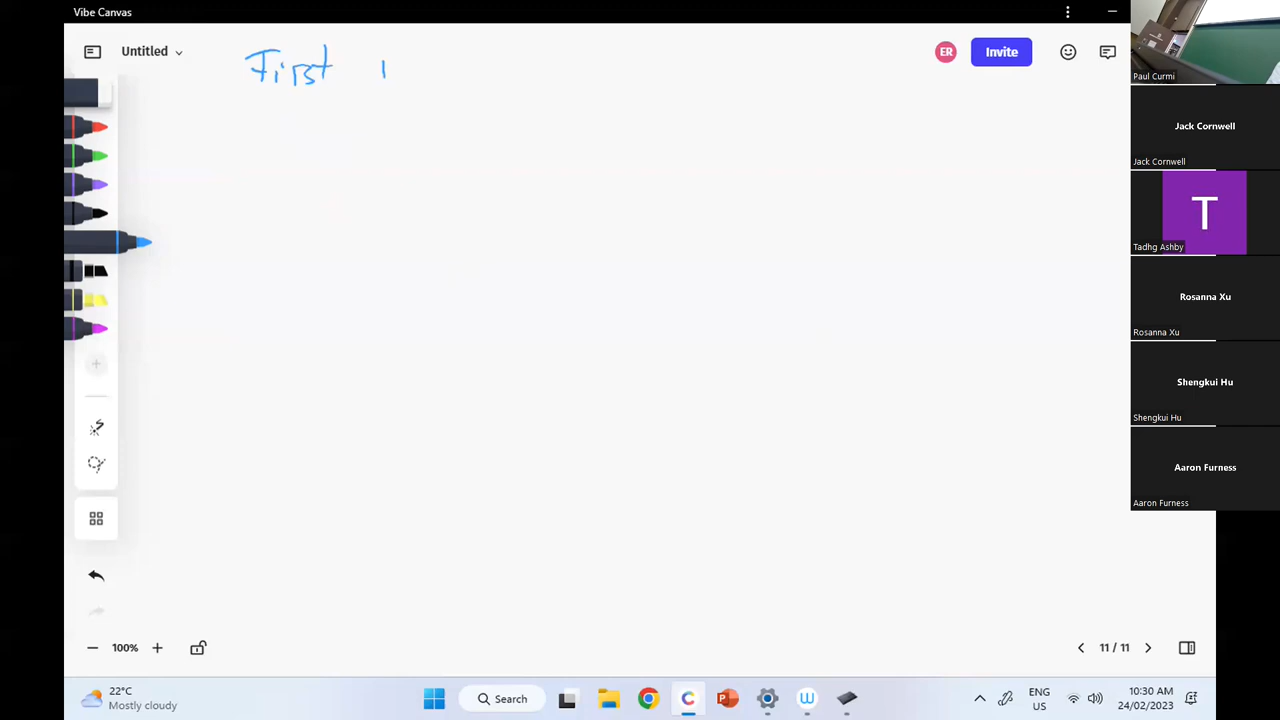 Vibe Canvas
Untitled
First
ER
Invite
100%
11 / 11
22°C
Mostly cloudy
Search
ENG
US
10:30 AM
24/02/2023
Paul Curmi
Jack Cornwell
Jack Cornwell
T
Tadhg Ashby
Rosanna Xu
Rosanna Xu
Shengkui Hu
Shengkui Hu
Aaron Furness
Aaron Furness